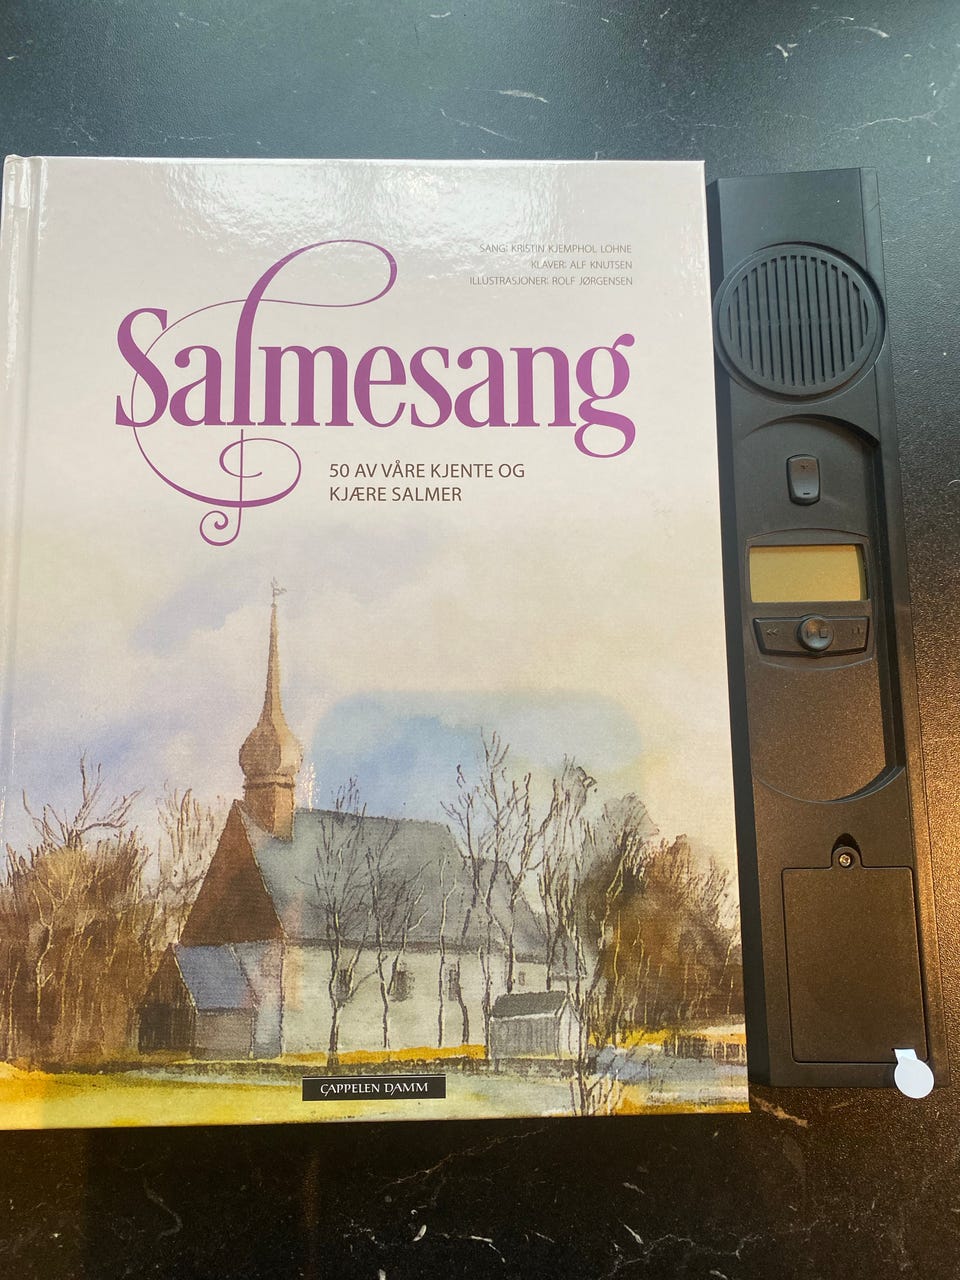 SANG: KRISTIN KJEMPHOL LOHNE
KLAVER: ALF KNUTSEN
ILLUSTRASJONER: ROLF JØRGENSEN
Salmesang
50 AV VÅRE KJENTE OG
KJÆRE SALMER
CAPPELEN DAMM